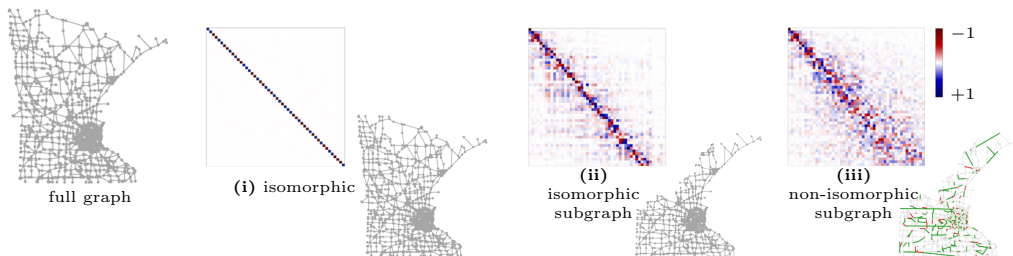 full graph
(i) isomorphic
(ii)
isomorphic
subgraph
(iii)
non-isomorphic
subgraph
−1
+1